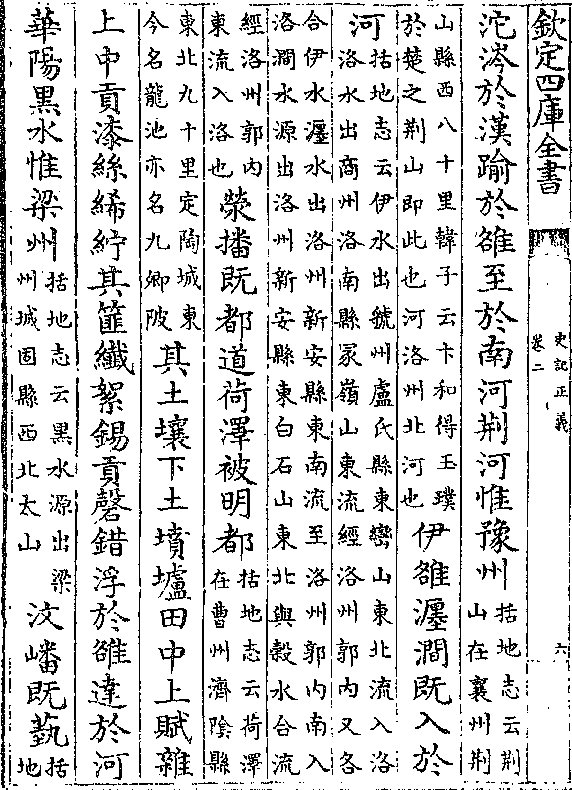 欽定四庫全書
史記正義
卷二
六
沱涔於漢踰於雒至於南河荆河惟豫州括地志云荆山在襄州荆
山縣西八十里韓子云卞和得玉璞於楚之荆山即此也河洛州北河也伊雒瀍澗既入於
河括地志云伊水出虢州盧氏縣東巒山東北流入洛洛水出商州洛南縣冢嶺山東流經洛州郭内又各
合伊水瀍水出洛州新安縣東南流至洛州郭内南入洛澗水源出洛州新安縣東白石山東北與穀水合流
經洛州郭内東流入洛也滎播既都道荷澤被明都括地志云荷澤在曹州濟陰縣
東北九十里定陶城東今名龍池亦名九卿陂其土壤下土墳壚田中上賦雜
上中貢漆絲絺紵其篚纖絮錫貢磬錯浮於雒達於河
華陽黒水惟梁州括地志云黒水源出梁州城固縣西北太山汶嶓既蓺括地